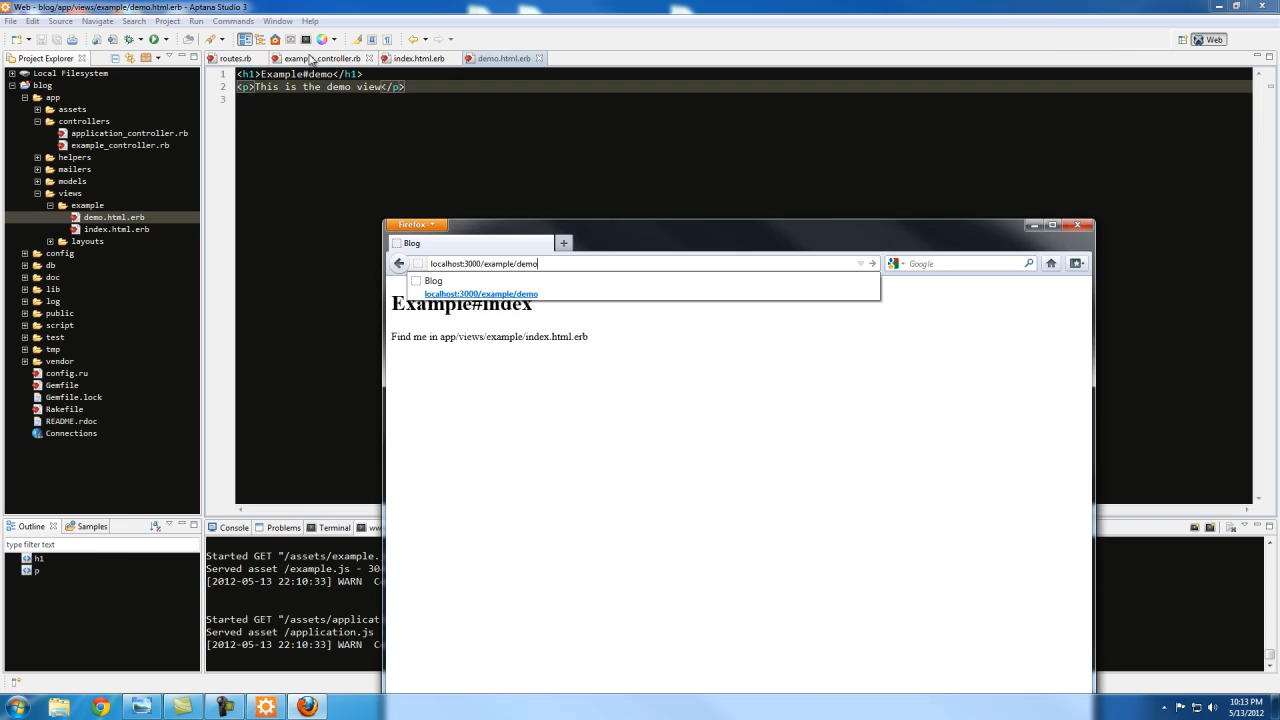 Web - blog/app/views/example/demo.html.erb - Aptana Studio 3
File Edit Source Navigate Search Project Run Commands Window Help
Web
Project Explorer
routes.rb
example_controller.rb
index.html.erb
demo.html.erb
Local Filesystem
blog
app
assets
controllers
application_controller.rb
example_controller.rb
helpers
mailers
models
views
example
demo.html.erb
index.html.erb
layouts
config
db
doc
lib
log
public
script
test
tmp
vendor
config.ru
Gemfile
Gemfile.lock
Rakefile
README.rdoc
Connections
1 <h1>Example#demo</h1>
2 <p>This is the demo view</p>
3
Firefox
Blog
localhost:3000/example/demo
Google
Blog
localhost:3000/example/demo
Example#index
Find me in app/views/example/index.html.erb
Outline
Samples
type filter text
h1
p
Console
Problems
Terminal
Started GET "/assets/example.
Served asset /example.js - 30
[2012-05-13 22:10:33] WARN
Started GET "/assets/applicat
Served asset /application.js
[2012-05-13 22:10:33] WARN
10:13 PM
5/13/2012